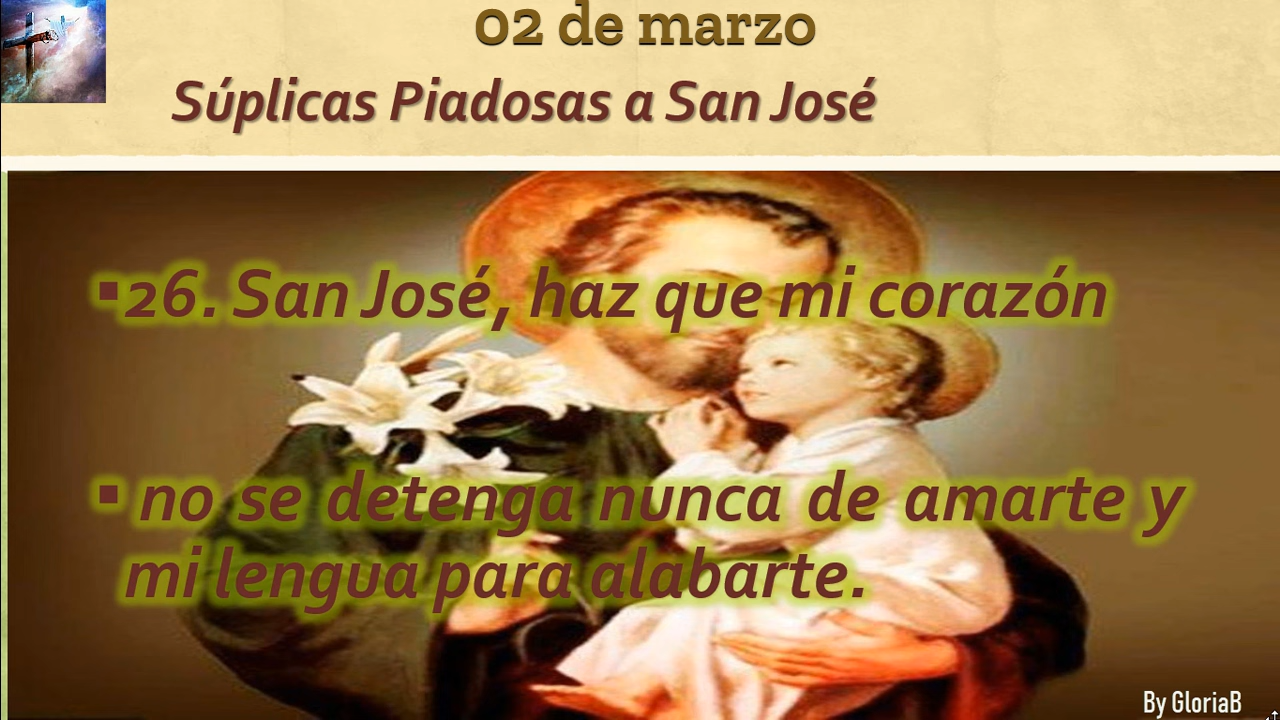 02 de marzo
Súplicas Piadosas a San José
▪26. San José, haz que mi corazón
▪ no se detenga nunca de amarte y
mi lengua para alabarte.
By GloriaB